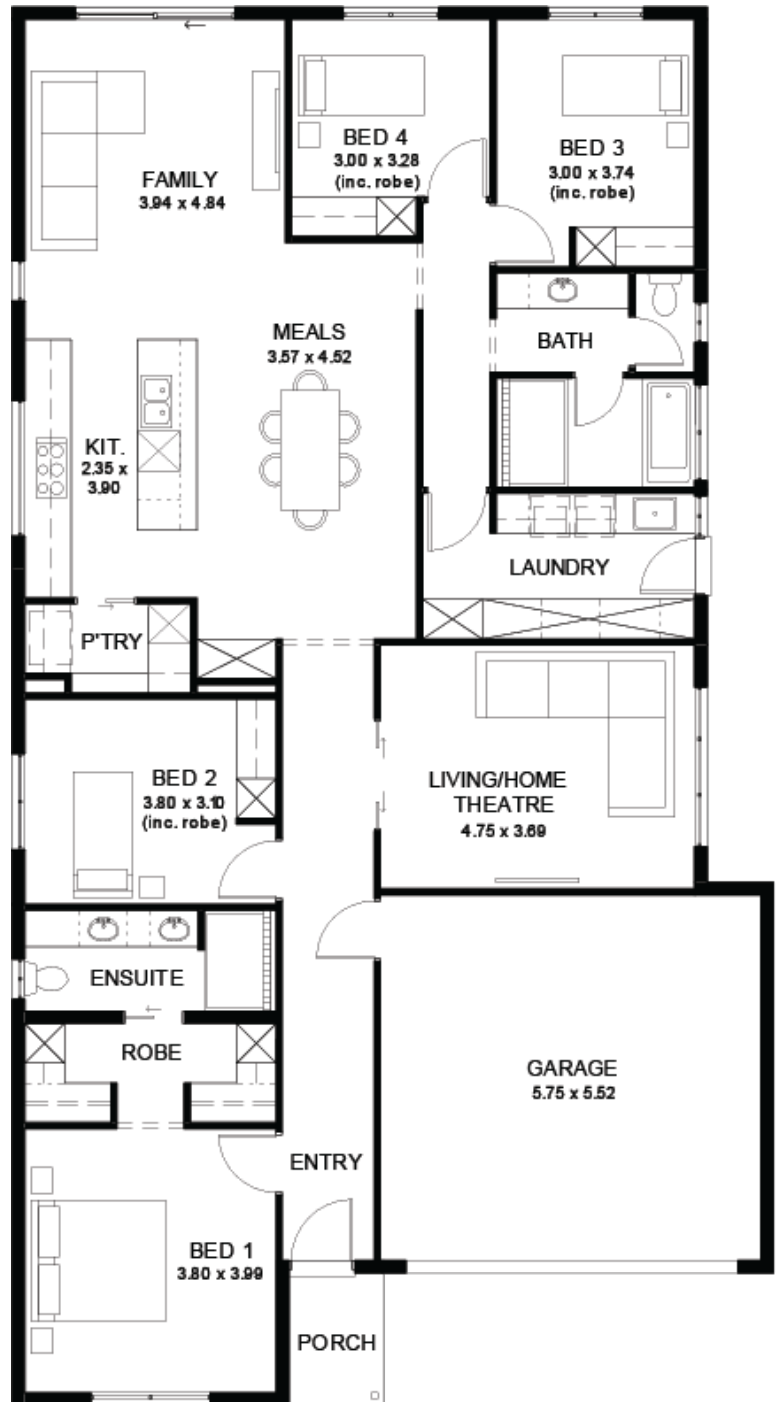 BED 4
3.00 x 3.28
(inc. robe)
BED 3
3.00 x 3.74
(inc. robe)
FAMILY
3.94 x 4.84
MEALS
3.57 x 4.52
BATH
KIT.
2.35 x
3.90
LAUNDRY
P'TRY
BED 2
3.80 x 3.10
(inc. robe)
LIVING/HOME
THEATRE
4.75 x 3.69
ENSUITE
ROBE
GARAGE
5.75 x 5.52
ENTRY
BED 1
3.80 x 3.99
PORCH